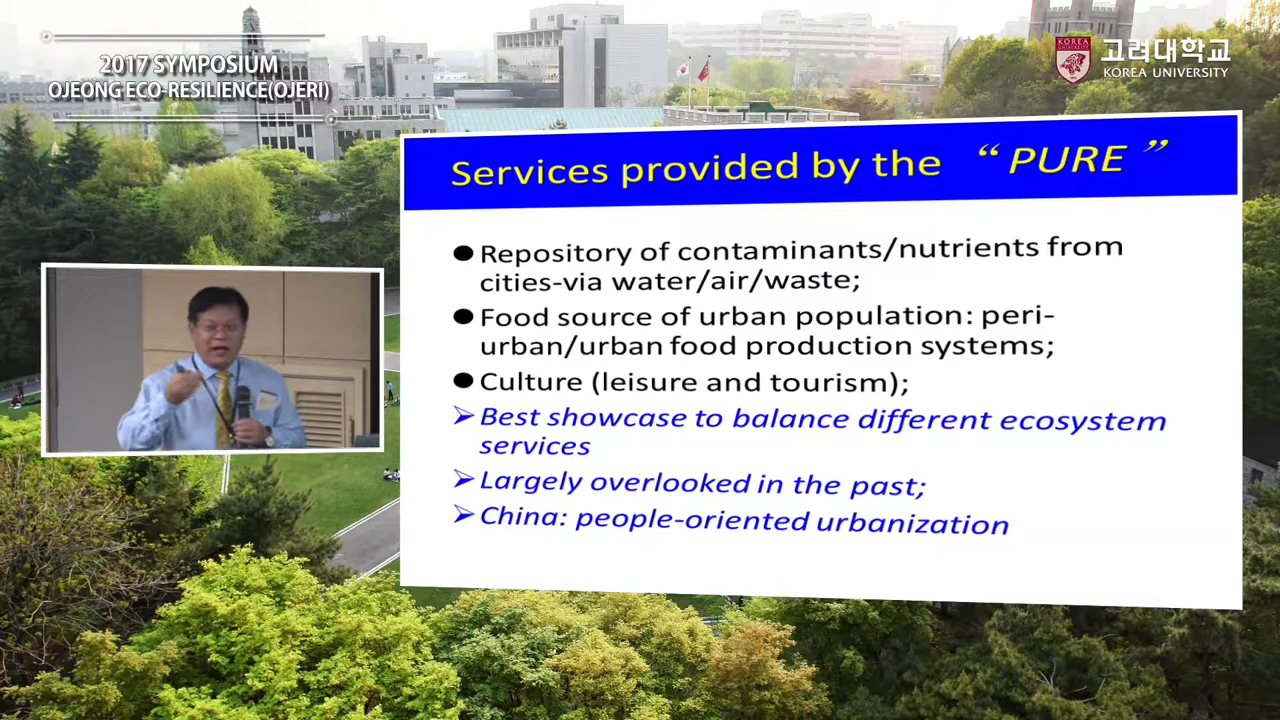 2017 SYMPOSIUM
OJEONG ECO-RESILIENCE(OJERI)
KOREA
UNIVERSITY
고려대학교
KOREA UNIVERSITY
Services provided by the “ PURE ”
●Repository of contaminants/nutrients from
cities-via water/air/waste;
●Food source of urban population: peri-
urban/urban food production systems;
●Culture (leisure and tourism);
➢Best showcase to balance different ecosystem
services
➢Largely overlooked in the past;
➢China: people-oriented urbanization